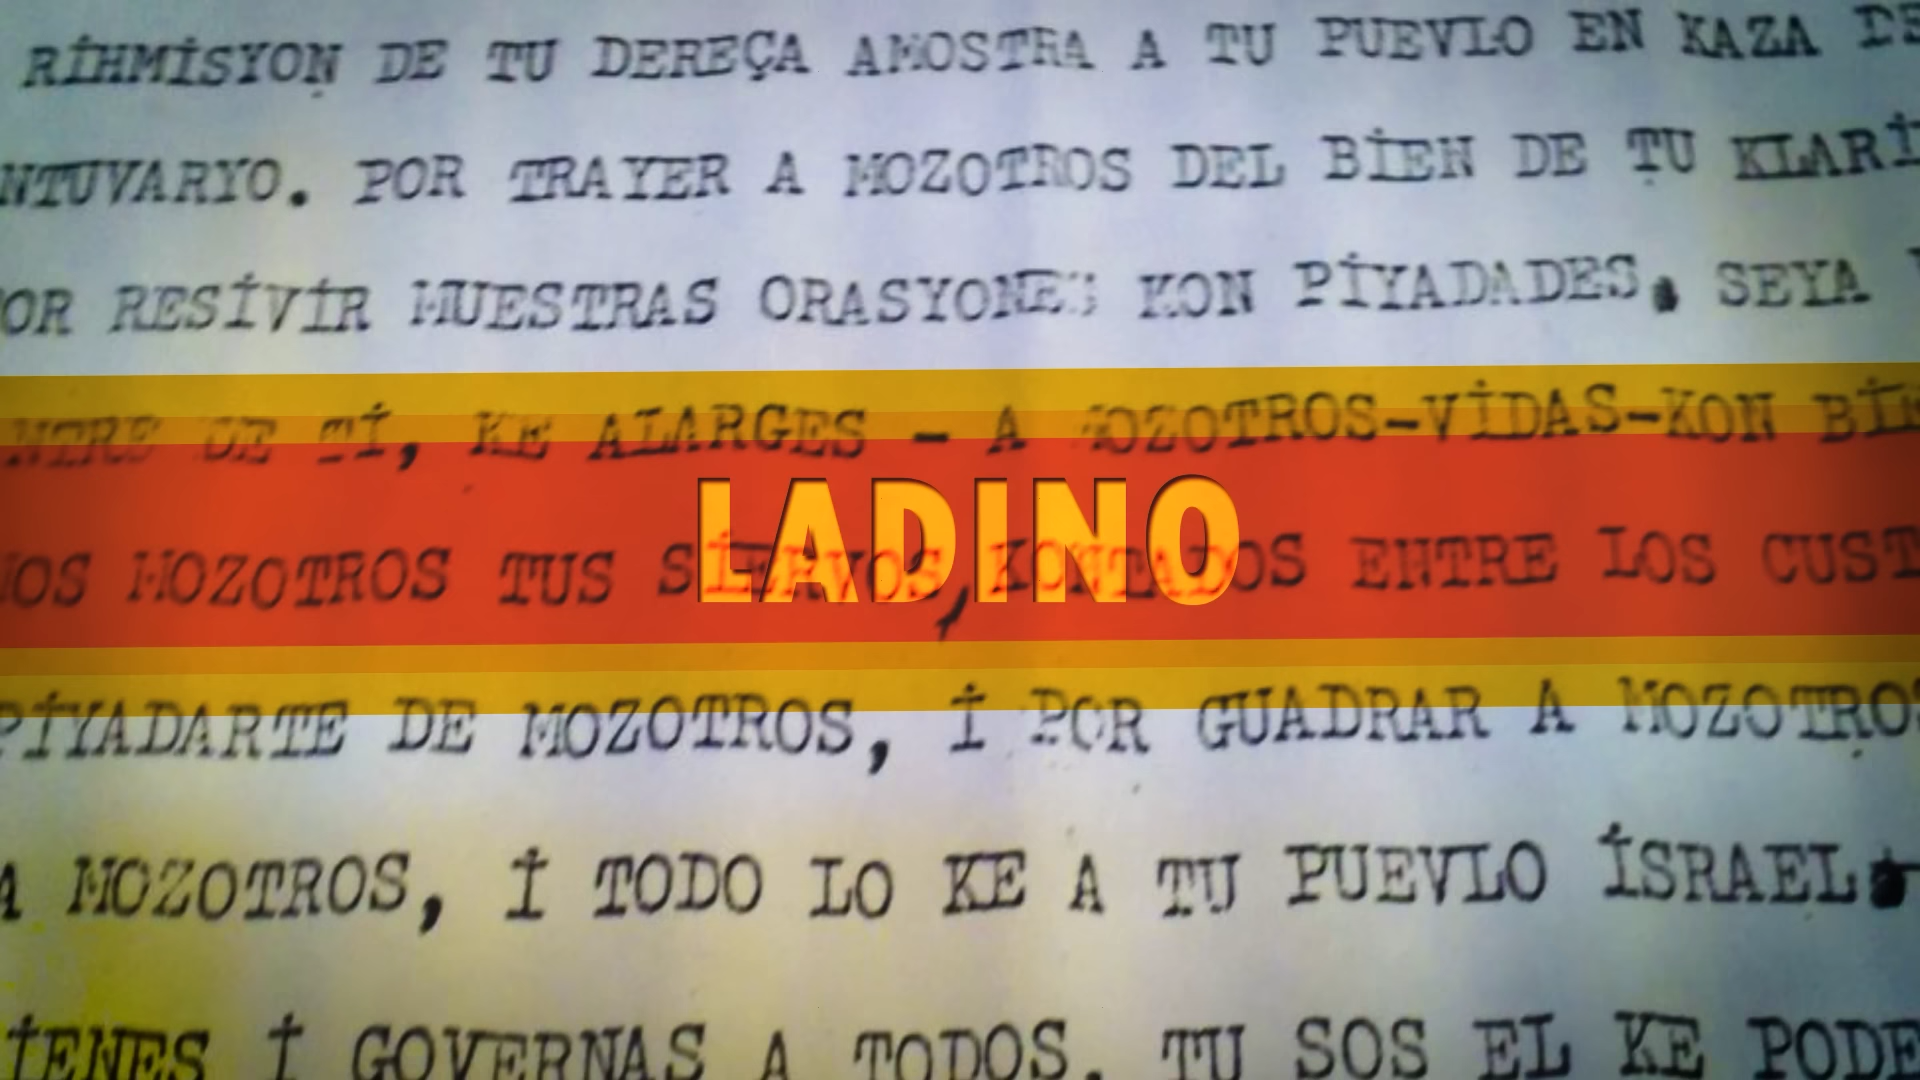 RİHMİSYON DE TU DEREÇA AMOSTRA A TU PUEVLO EN KAZA DE
NTUVARYO. POR TRAYER A MOZOTROS DEL BİEN DE TU KLARİ
OR RESİVİR MUESTRAS ORASYONES KON PİYADADES. SEYA
DE Tİ, KE ALARGES - A MOZOTROS-VİDAS-KON BİE
LADINO
OS MOZOTROS TUS SİERVOS, KONTADOS ENTRE LOS CUST
PİYADARTE DE MOZOTROS, İ POR GUADRAR A MOZOTROS
A MOZOTROS, İ TODO LO KE A TU PUEVLO İSRAEL
İENES İ GOVERNAS A TODOS. TU SOS EL KE PODE